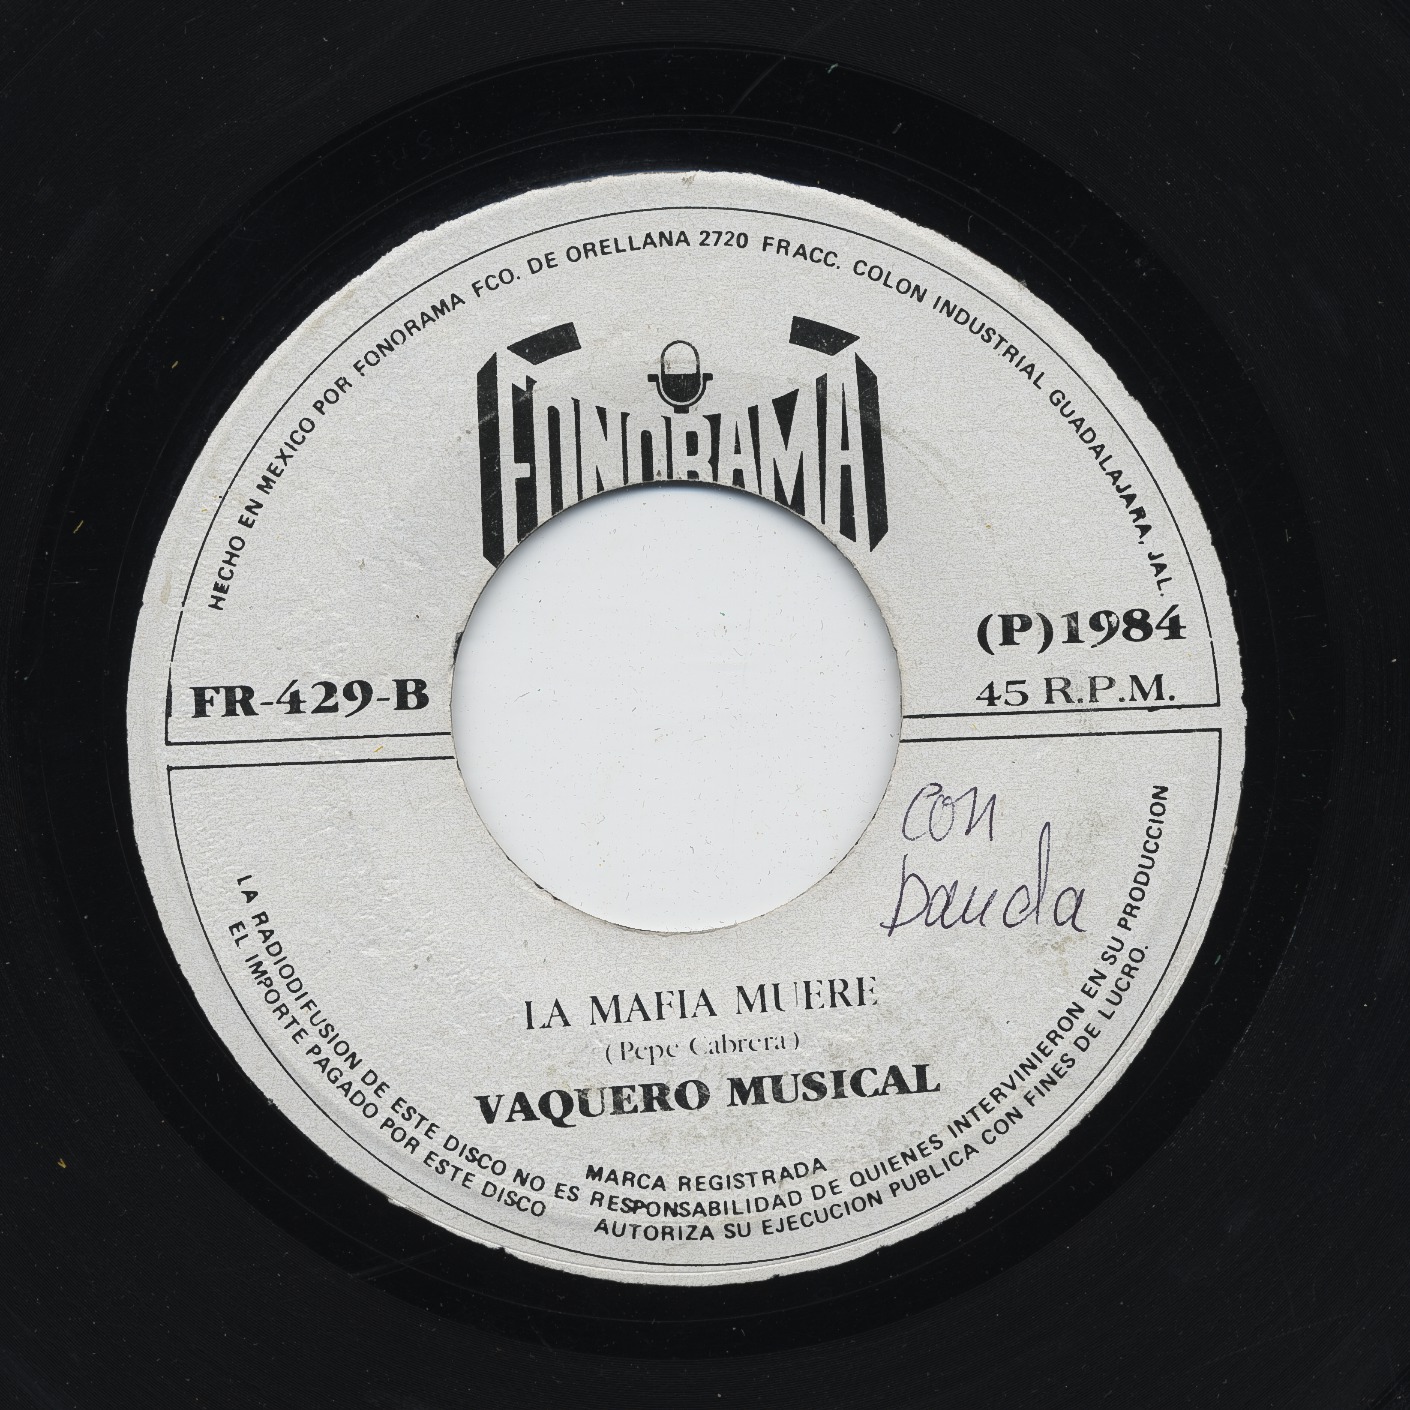 HECHO EN MEXICO POR FONORAMA FCO. DE ORELLANA 2720 FRACC. COLON INDUSTRIAL GUADALAJARA, JAL.
FONORAMA
(P)1984
FR-429-B
45 R.P.M.
con
banda
LA MAFIA MUERE
(Pepe Cabrera)
VAQUERO MUSICAL
MARCA REGISTRADA
LA RADIODIFUSION DE ESTE DISCO NO ES RESPONSABILIDAD DE QUIENES INTERVINIERON EN SU PRODUCCION
EL IMPORTE PAGADO POR ESTE DISCO AUTORIZA SU EJECUCION PUBLICA CON FINES DE LUCRO.